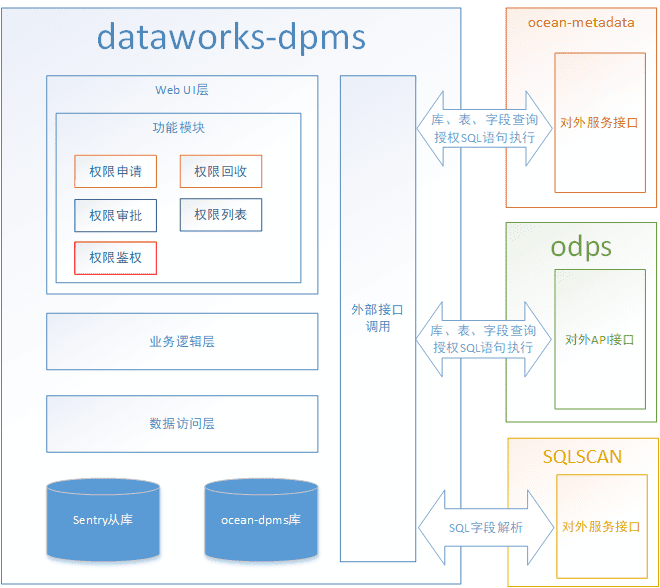 dataworks-dpms
Web UI层
功能模块
权限申请
权限回收
权限审批
权限列表
权限鉴权
业务逻辑层
数据访问层
Sentry从库
ocean-dpms库
外部接口
调用
库、表、字段查询
授权SQL语句执行
库、表、字段查询
授权SQL语句执行
SQL字段解析
ocean-metadata
对外服务接口
odps
对外API接口
SQLSCAN
对外服务接口